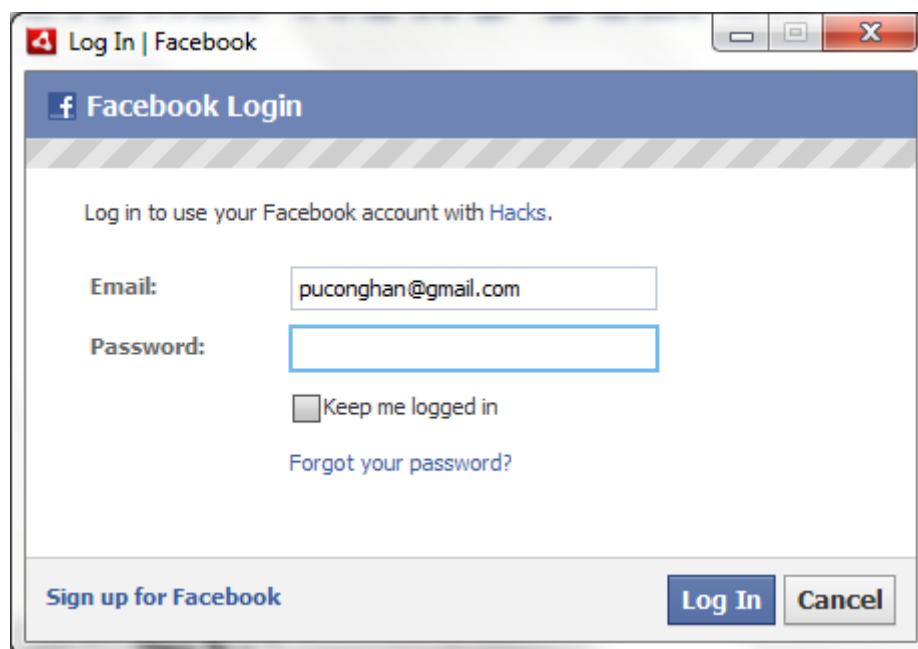 Log In | Facebook
Facebook Login
Log in to use your Facebook account with Hacks.
Email: puconghan@gmail.com
Password:
Keep me logged in
Forgot your password?
Sign up for Facebook Log In Cancel